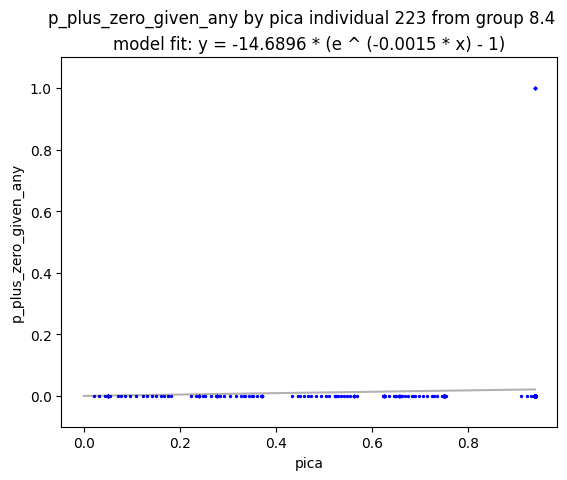 p_plus_zero_given_any by pica individual 223 from group 8.4
model fit: y = -14.6896 * (e ^ (-0.0015 * x) - 1)
p_plus_zero_given_any
1.0
0.8
0.6
0.4
0.2
0.0
0.0 0.2 0.4 0.6 0.8
pica